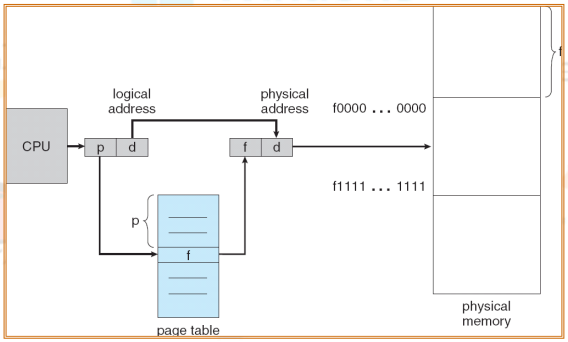 f
logical
address
physical
address
f0000 ... 0000
CPU
p d
f d
f1111 ... 1111
p
f
physical
memory
page table